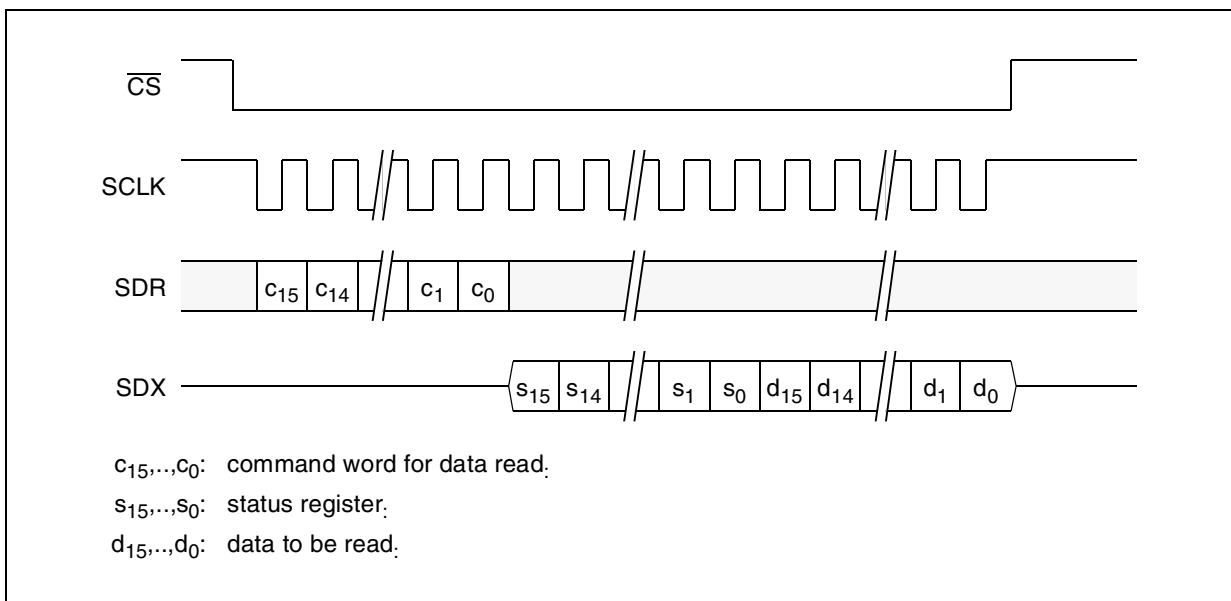 CS
SCLK
SDR c15 c14 c1 c0
SDX s15 s14 s1 s0 d15 d14 d1 d0
c15,..,c0: command word for data read:
s15,..,s0: status register:
d15,..,d0: data to be read: